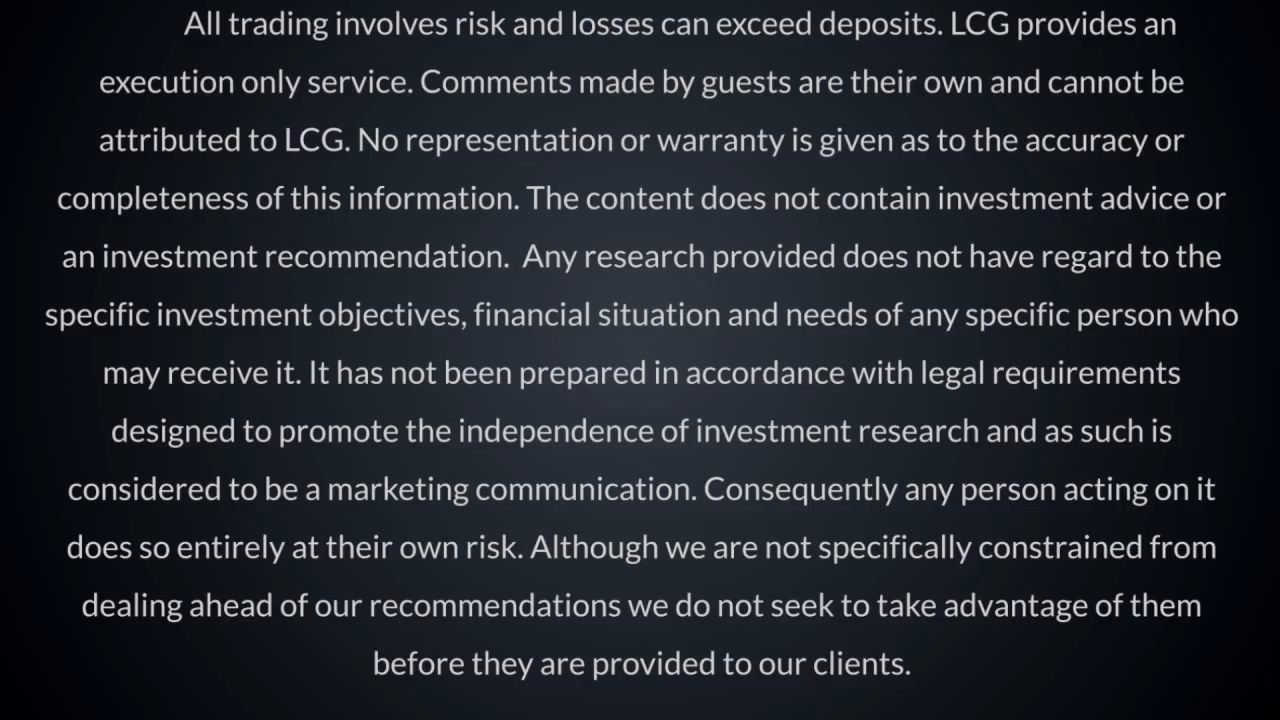 All trading involves risk and losses can exceed deposits. LCG provides an
execution only service. Comments made by guests are their own and cannot be
attributed to LCG. No representation or warranty is given as to the accuracy or
completeness of this information. The content does not contain investment advice or
an investment recommendation.  Any research provided does not have regard to the
specific investment objectives, financial situation and needs of any specific person who
may receive it. It has not been prepared in accordance with legal requirements
designed to promote the independence of investment research and as such is
considered to be a marketing communication. Consequently any person acting on it
does so entirely at their own risk. Although we are not specifically constrained from
dealing ahead of our recommendations we do not seek to take advantage of them
before they are provided to our clients.